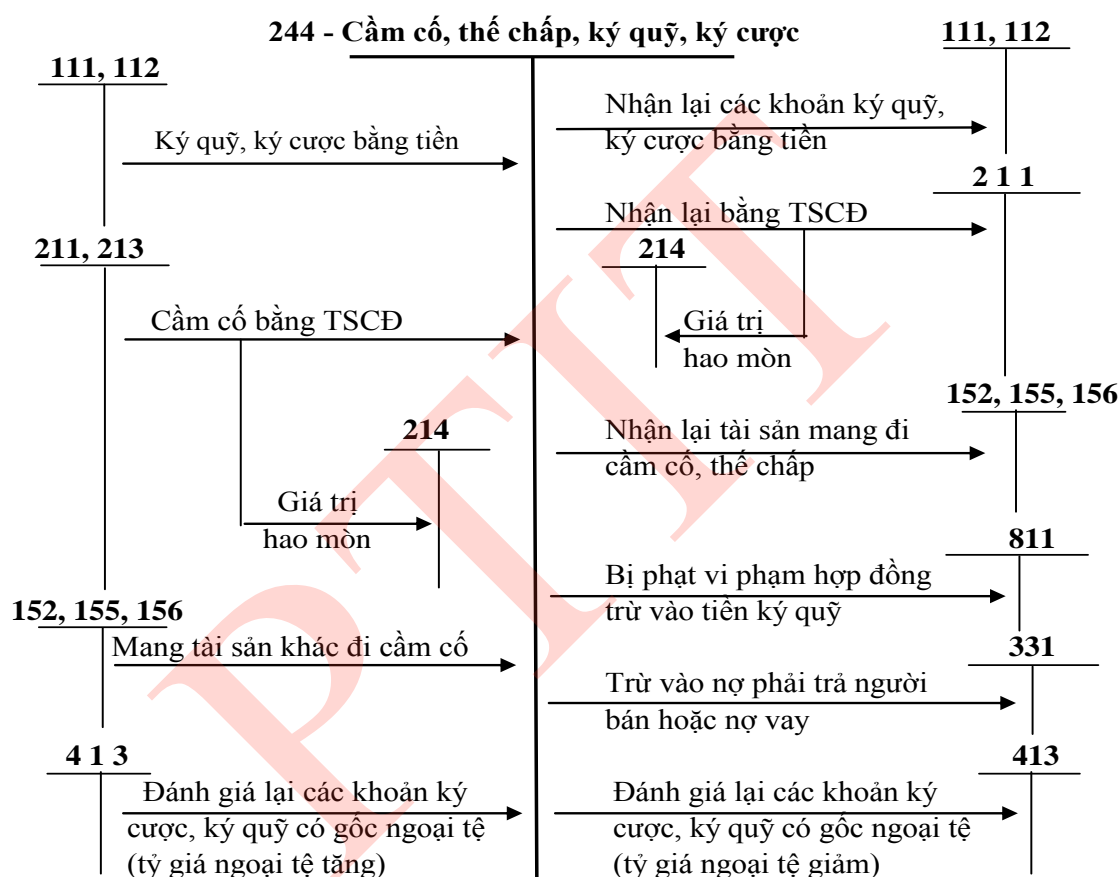 244 - Cầm cố, thế chấp, ký quỹ, ký cược
111, 112
Ký quỹ, ký cược bằng tiền
211, 213
Cầm cố bằng TSCĐ
214
Giá trị
hao mòn
152, 155, 156
Mang tài sản khác đi cầm cố
4 1 3
Đánh giá lại các khoản ký
cược, ký quỹ có gốc ngoại tệ
(tỷ giá ngoại tệ tăng)
111, 112
Nhận lại các khoản ký quỹ,
ký cược bằng tiền
2 1 1
Nhận lại bằng TSCĐ
214
Giá trị
hao mòn
152, 155, 156
Nhận lại tài sản mang đi
cầm cố, thế chấp
811
Bị phạt vi phạm hợp đồng
trừ vào tiền ký quỹ
331
Trừ vào nợ phải trả người
bán hoặc nợ vay
413
Đánh giá lại các khoản ký
cược, ký quỹ có gốc ngoại tệ
(tỷ giá ngoại tệ giảm)
PTIT